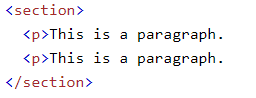 <section>
  <p>This is a paragraph.
  <p>This is a paragraph.
</section>